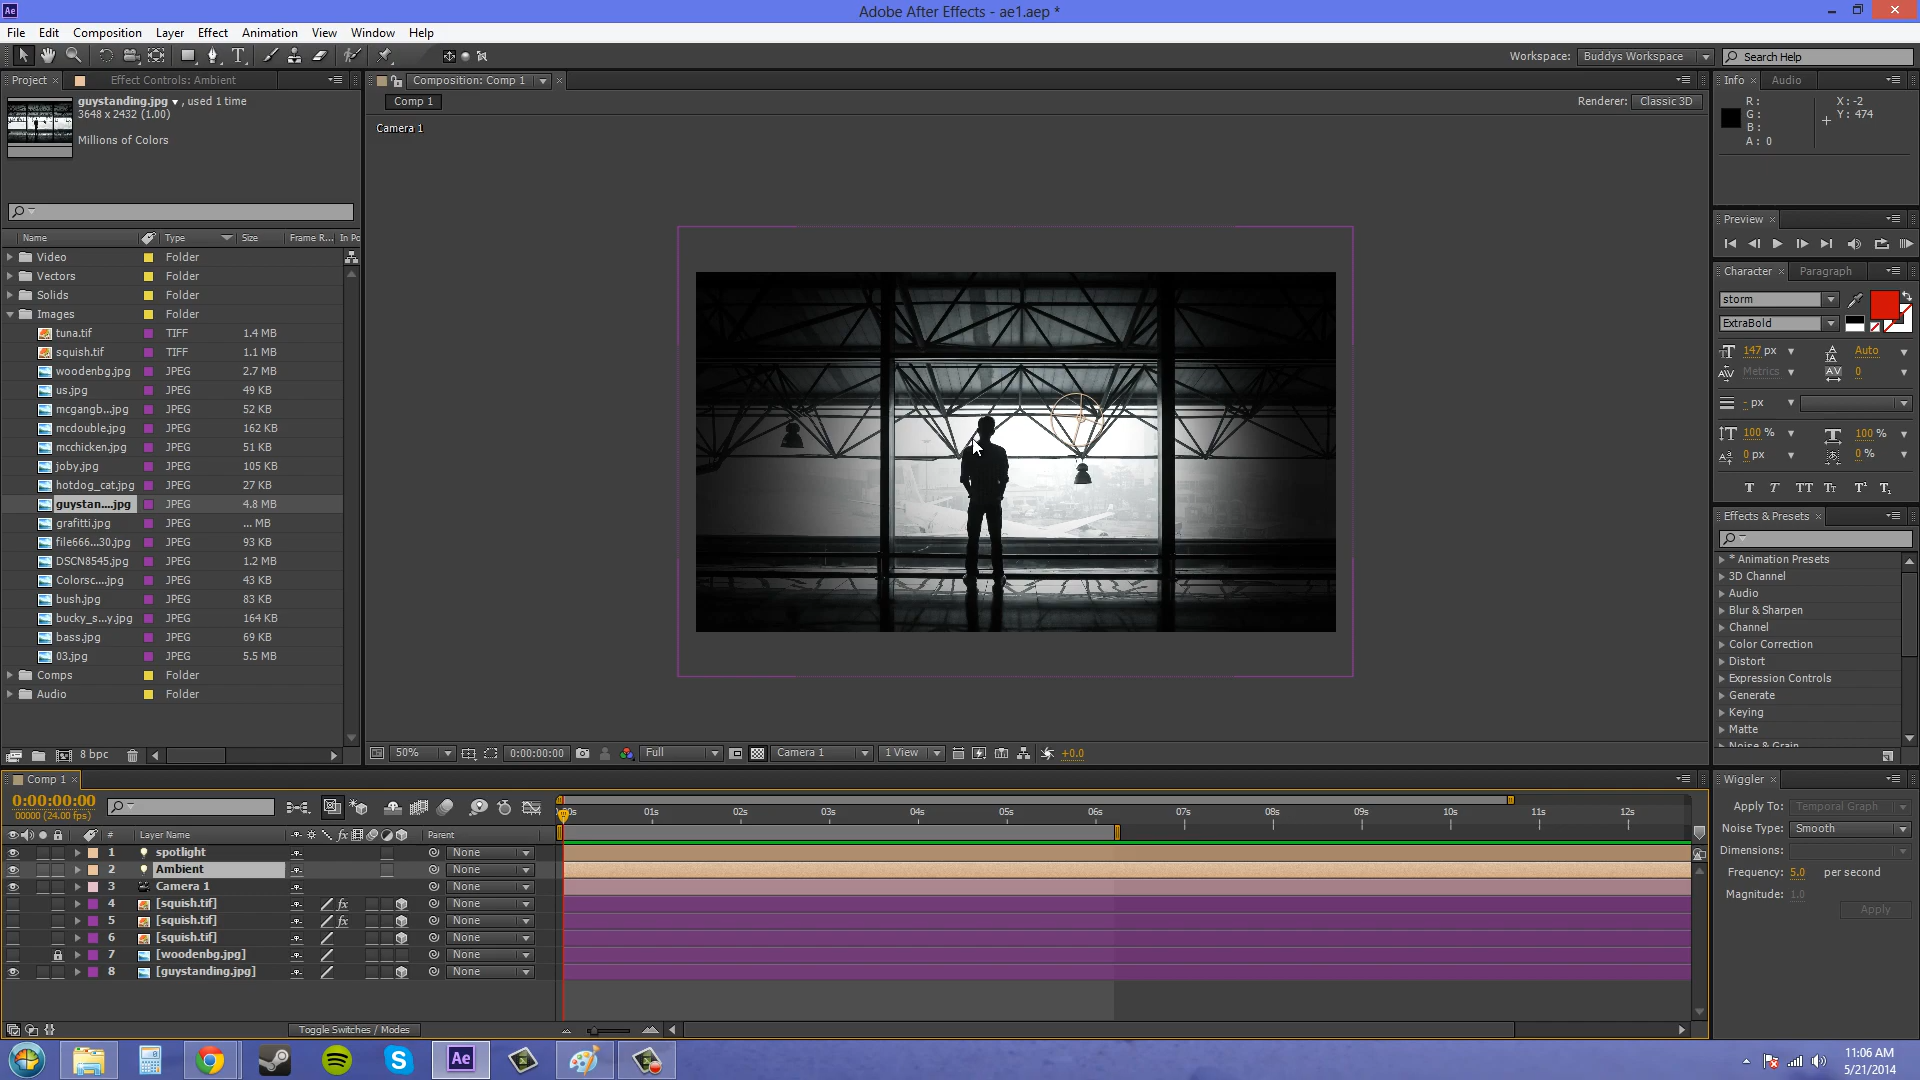 Ae
Adobe After Effects - ae1.aep *
File Edit Composition Layer Effect Animation View Window Help
Workspace: Buddys Workspace Search Help
Project Effect Controls: Ambient
guystanding.jpg , used 1 time
3648 x 2432 (1.00)
Millions of Colors
Name Type Size Frame R... In Po
Video Folder
Vectors Folder
Solids Folder
Images Folder
tuna.tif TIFF 1.4 MB
squish.tif TIFF 1.1 MB
woodenbg.jpg JPEG 2.7 MB
us.jpg JPEG 49 KB
mcgangb...jpg JPEG 52 KB
mcdouble.jpg JPEG 162 KB
mcchicken.jpg JPEG 51 KB
joby.jpg JPEG 105 KB
hotdog_cat.jpg JPEG 27 KB
guystan....jpg JPEG 4.8 MB
grafitti.jpg JPEG ... MB
file666...30.jpg JPEG 93 KB
DSCN8545.jpg JPEG 1.2 MB
Colorsc....jpg JPEG 43 KB
bush.jpg JPEG 83 KB
bucky_s...y.jpg JPEG 164 KB
bass.jpg JPEG 69 KB
03.jpg JPEG 5.5 MB
Comps Folder
Audio Folder
8 bpc
Composition: Comp 1
Comp 1
Renderer: Classic 3D
Camera 1
50% 0:00:00:00 Full Camera 1 1 View +0.0
Info Audio
R: X: -2
G: Y: 474
B:
A: 0
Preview
Character Paragraph
storm
ExtraBold
147 px Auto
Metrics 0
- px
100 % 100 %
0 px 0 %
T T TT Tt T¹ T₁
Effects & Presets
* Animation Presets
3D Channel
Audio
Blur & Sharpen
Channel
Color Correction
Distort
Expression Controls
Generate
Keying
Matte
Noise & Grain
Comp 1
0:00:00:00
00000 (24.00 fps)
0s 01s 02s 03s 04s 05s 06s 07s 08s 09s 10s 11s 12s
# Layer Name fx Parent
1 spotlight None
2 Ambient None
3 Camera 1 None
4 [squish.tif] fx None
5 [squish.tif] fx None
6 [squish.tif] None
7 [woodenbg.jpg] None
8 [guystanding.jpg] None
Toggle Switches / Modes
Wiggler
Apply To: Temporal Graph
Noise Type: Smooth
Dimensions:
Frequency: 5.0 per second
Magnitude: 1.0
Apply
Ae
11:06 AM
5/21/2014